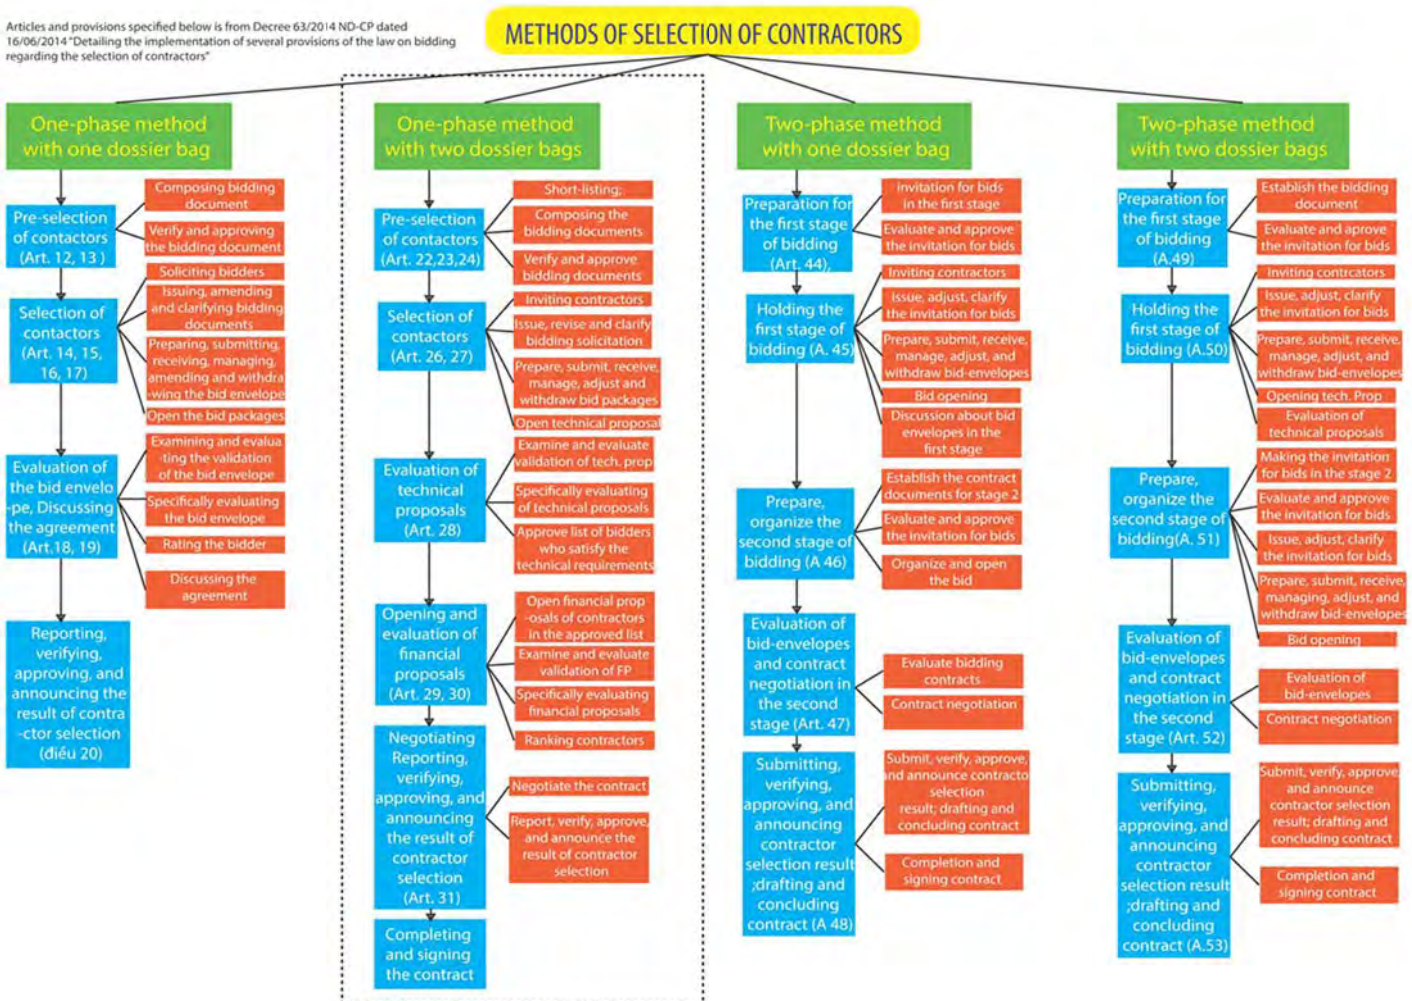 Articles and provisions specified below is from Decree 63/2014 ND-CP dated
16/06/2014 "Detailing the implementation of several provisions of the law on bidding
regarding the selection of contractors"
METHODS OF SELECTION OF CONTRACTORS
One-phase method
with one dossier bag
Pre-selection
of contactors
(Art. 12, 13 )
Composing bidding
document
Verify and approving
the bidding document
Selection of
contactors
(Art. 14, 15,
16, 17)
Soliciting bidders
Issuing, amending
and clarifying bidding
documents
Preparing, submitting,
receiving, managing,
amending and withdra
-wing the bid envelope
Open the bid packages
Evaluation of
the bid envelo
-pe, Discussing
the agreement
(Art.18, 19)
Examining and evalua
-ting the validation
of the bid envelope
Specifically evaluating
the bid envelope
Rating the bidder
Discussing the
agreement
Reporting,
verifying,
approving, and
announcing the
result of contra
-ctor selection
(điéu 20)
One-phase method
with two dossier bags
Pre-selection
of contactors
(Art. 22,23,24)
Short-listing;
Composing the
bidding documents
Verify and approve
bidding documents
Selection of
contactors
(Art. 26, 27)
Inviting contractors
Issue, revise and clarify
bidding solicitation
Prepare, submit, receive,
manage, adjust and
withdraw bid packages
Open technical proposal
Evaluation of
technical
proposals
(Art. 28)
Examine and evaluate
validation of tech. prop
Specifically evaluating
of technical proposals
Approve list of bidders
who satisfy the
technical requirements
Opening and
evaluation of
financial
proposals
(Art. 29, 30)
Open financial prop
-osals of contractors
in the approved list
Examine and evaluate
validation of FP
Specifically evaluating
financial proposals
Ranking contractors
Negotiating
Reporting,
verifying,
approving, and
announcing
the result of
contractor
selection
(Art. 31)
Negotiate the contract
Report, verify, approve,
and announce the
result of contractor
selection
Completing
and signing
the contract
Two-phase method
with one dossier bag
Preparation for
the first stage
of bidding
(Art. 44),
invitation for bids
in the first stage
Evaluate and approve
the invitation for bids
Holding the
first stage of
bidding (A. 45)
Inviting contractors
Issue, adjust, clarify
the invitation for bids
Prepare, submit, receive,
manage, adjust, and
withdraw bid-envelopes
Bid opening
Discussion about bid
envelopes in the
first stage
Prepare,
organize the
second stage of
bidding (A 46)
Establish the contract
documents for stage 2
Evaluate and approve
the invitation for bids
Organize and open
the bid
Evaluation of
bid-envelopes
and contract
negotiation in
the second
stage (Art. 47)
Evaluate bidding
contracts
Contract negotiation
Submitting,
verifying,
approving, and
announcing
contractor
selection result
;drafting and
concluding
contract (A 48)
Submit, verify, approve,
and announce contracto
selection
result; drafting and
concluding contract
Completion and
signing contract
Two-phase method
with two dossier bags
Preparation for
the first stage
of bidding
(A.49)
Establish the bidding
document
Evaluate and aprove
the invitation for bids
Holding the
first stage of
bidding (A.50)
Inviting contrcators
Issue, adjust, clarify
the invitation for bids
Prepare, submit, receive,
manage, adjust, and
withdraw bid-envelopes
Opening tech. Prop
Evaluation of
technical proposals
Prepare,
organize the
second stage of
bidding(A. 51)
Making the invitation
for bids in the stage 2
Evaluate and approve
the invitation for bids
Issue, adjust, clarify
the invitation for bids
Prepare, submit, receive,
managing, adjust, and
withdraw bid-envelopes
Bid opening
Evaluation of
bid-envelopes
and contract
negotiation in
the second
stage (Art. 52)
Evaluation of
bid-envelopes
Contract negotiation
Submitting,
verifying,
approving, and
announcing
contractor
selection result
;drafting and
concluding
contract (A.53)
Submit, verify, approve,
and announce
contractor selection
result; drafting and
concluding contract
Completion and
signing contract